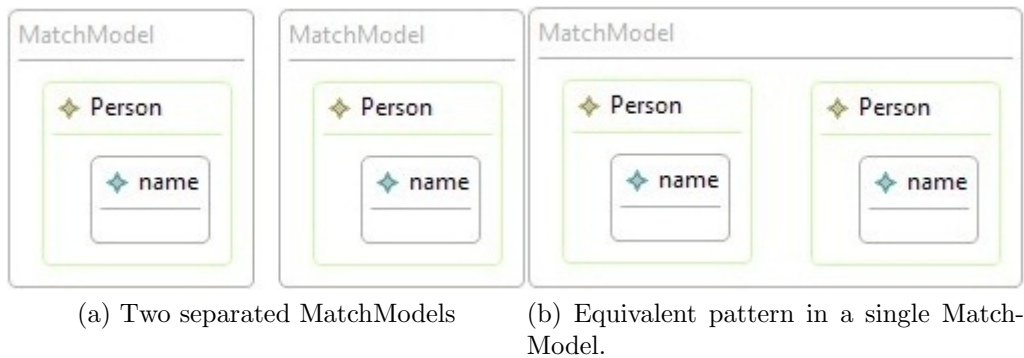 MatchModel
Person
name
MatchModel
Person
name
MatchModel
Person
name
Person
name
(a) Two separated MatchModels
(b) Equivalent pattern in a single Match-
Model.